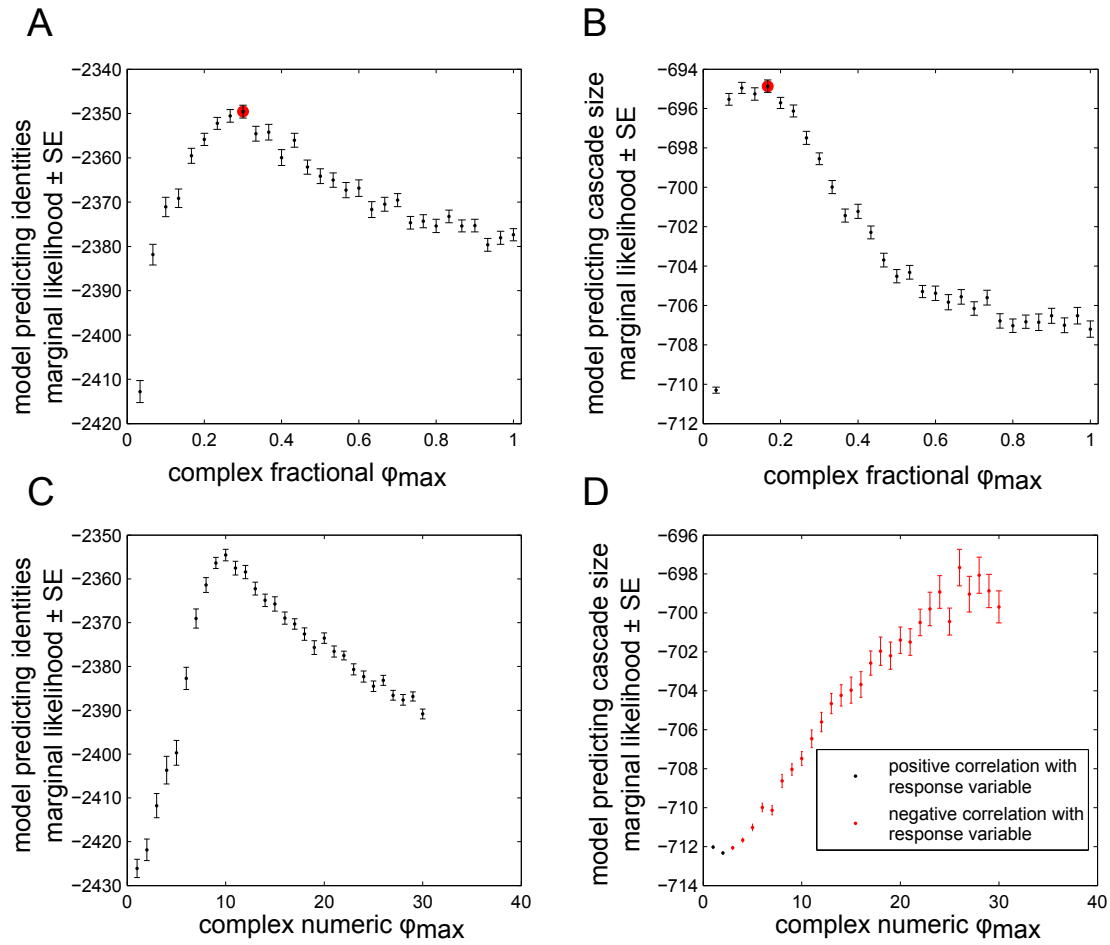 A
model predicting identities
marginal likelihood ± SE
−2340
−2350
−2360
−2370
−2380
−2390
−2400
−2410
−2420
0 0.2 0.4 0.6 0.8 1
complex fractional φmax
B
model predicting cascade size
marginal likelihood ± SE
−694
−696
−698
−700
−702
−704
−706
−708
−710
−712
0 0.2 0.4 0.6 0.8 1
complex fractional φmax
C
model predicting identities
marginal likelihood ± SE
−2350
−2360
−2370
−2380
−2390
−2400
−2410
−2420
−2430
0 10 20 30 40
complex numeric φmax
D
model predicting cascade size
marginal likelihood ± SE
−696
−698
−700
−702
−704
−706
−708
−710
−712
−714
0 10 20 30 40
complex numeric φmax
positive correlation with
response variable
negative correlation with
response variable